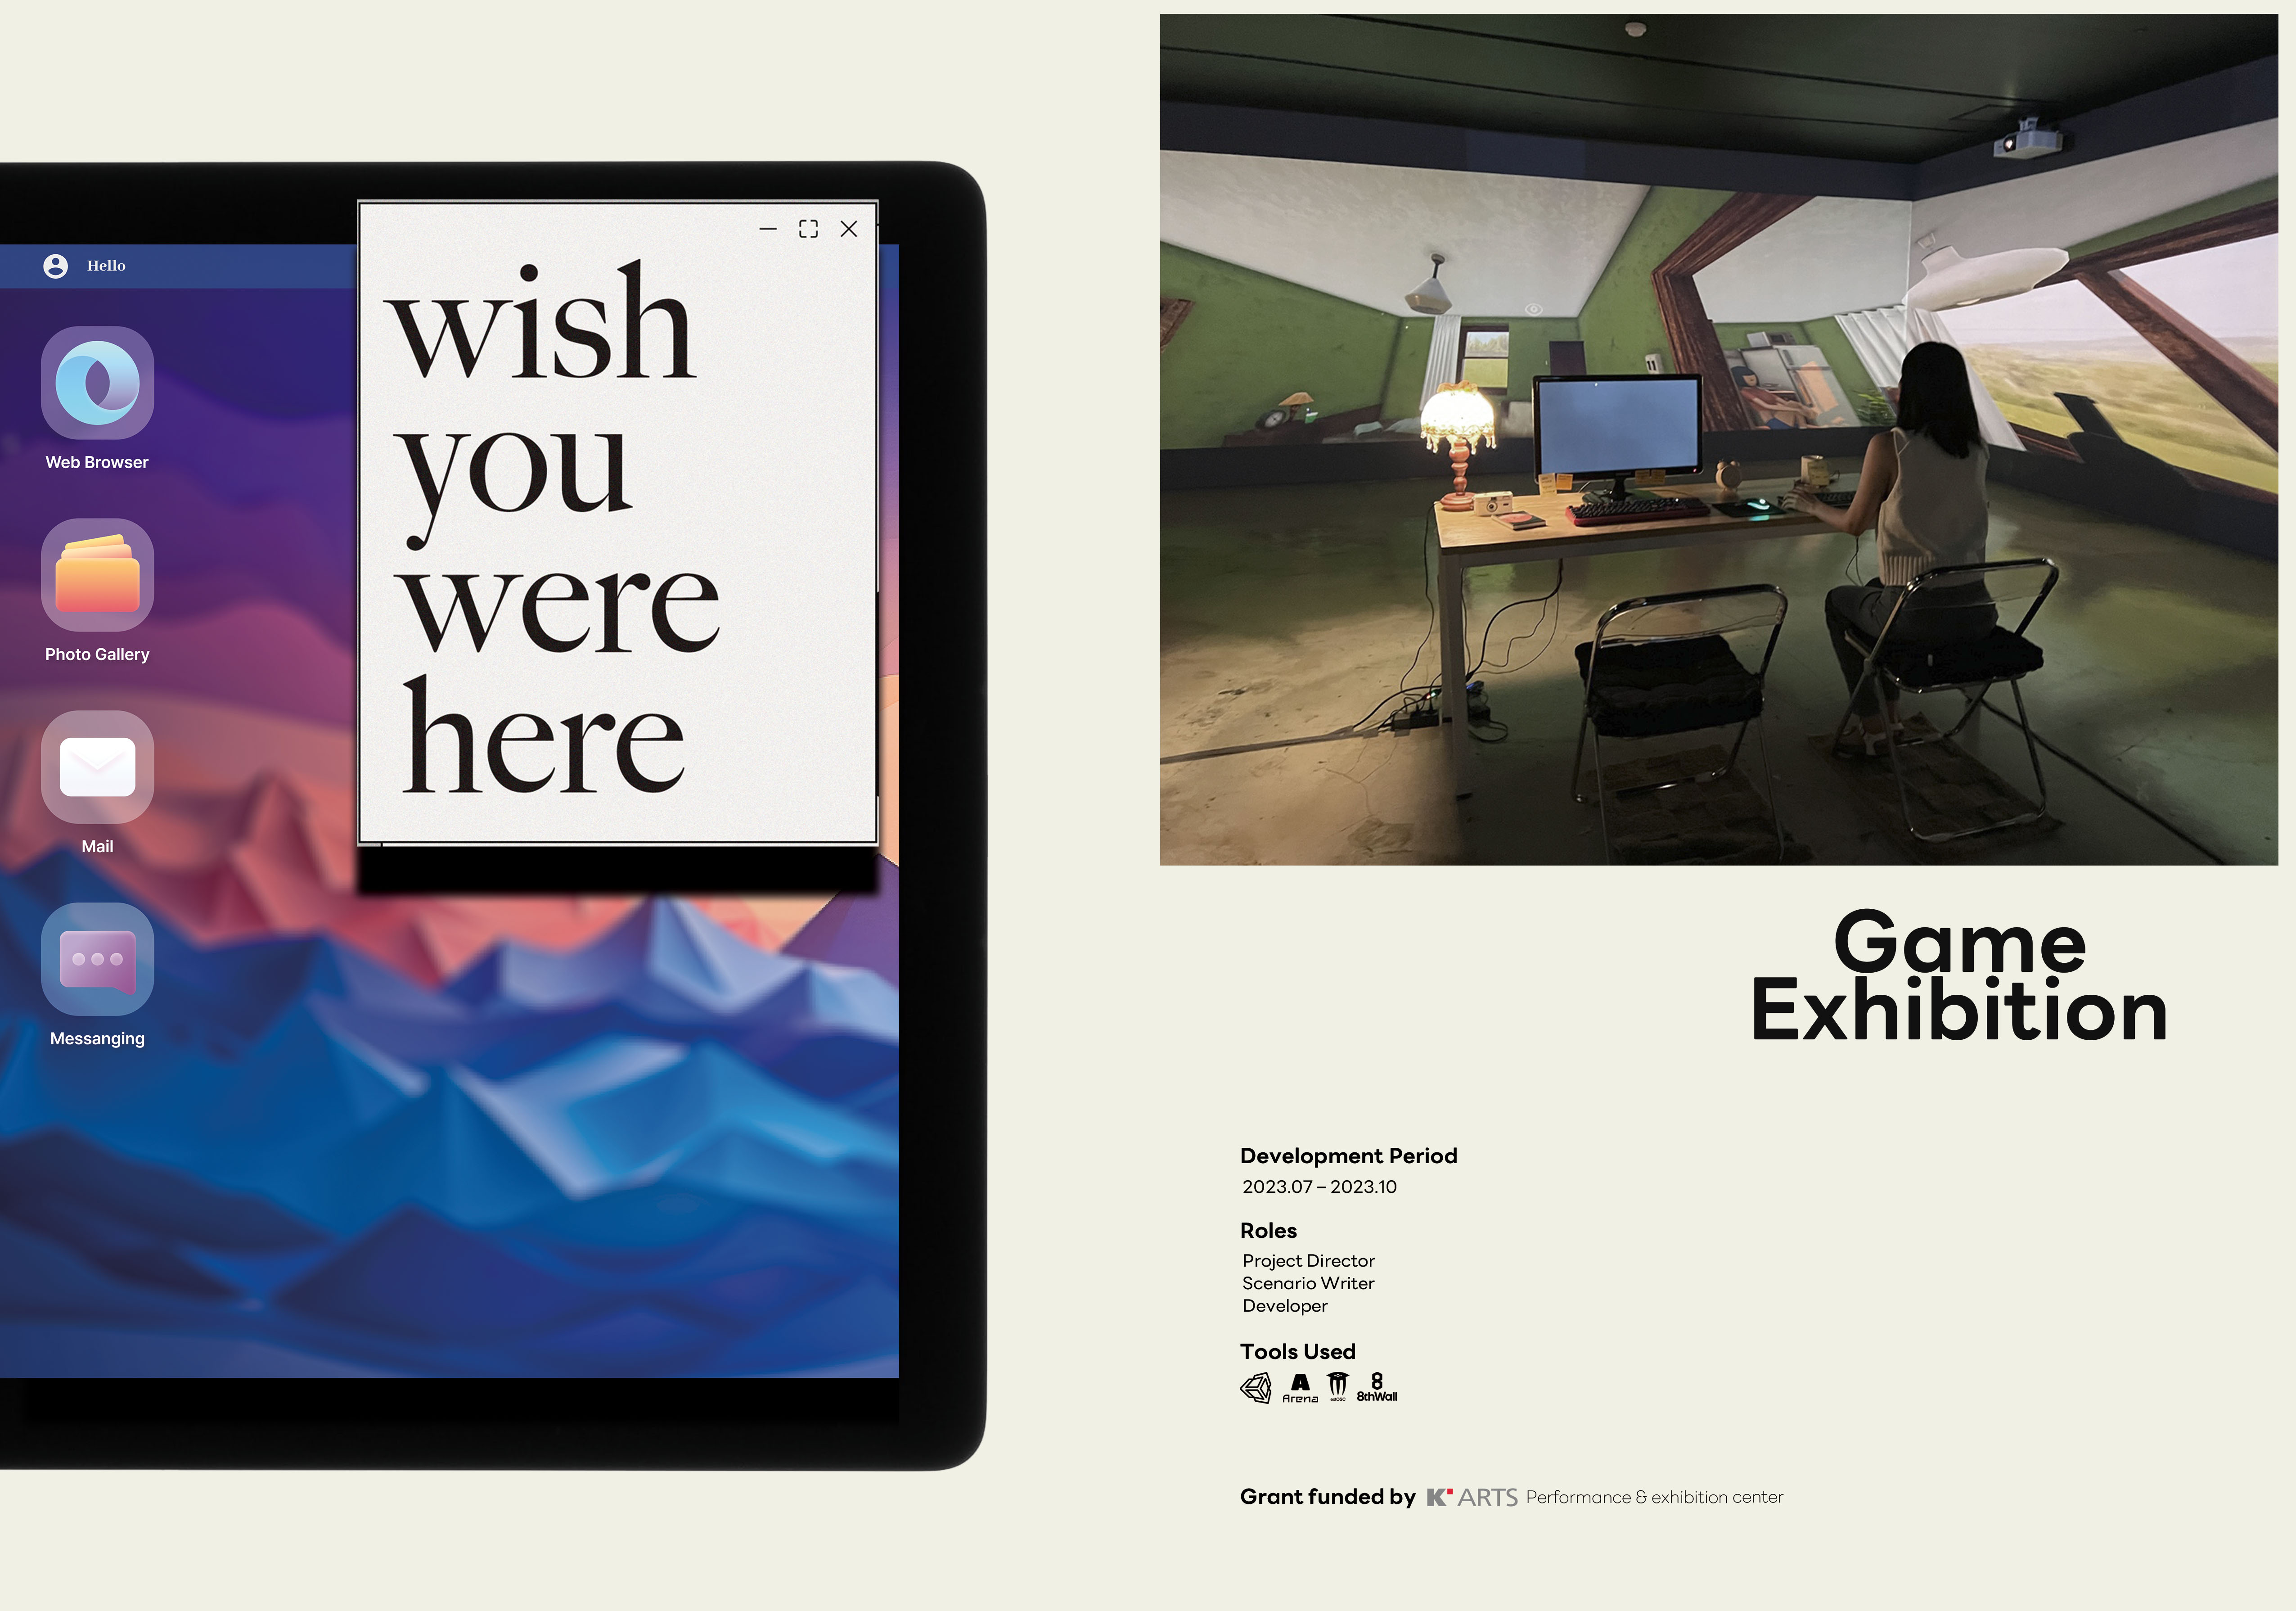 Hello
wish
you
were
here
Web Browser
Photo Gallery
Mail
Messanging
Game
Exhibition
Development Period
2023.07 – 2023.10
Roles
Project Director
Scenario Writer
Developer
Tools Used
Arena
extOSC
8thWall
Grant funded by K'ARTS Performance & exhibition center